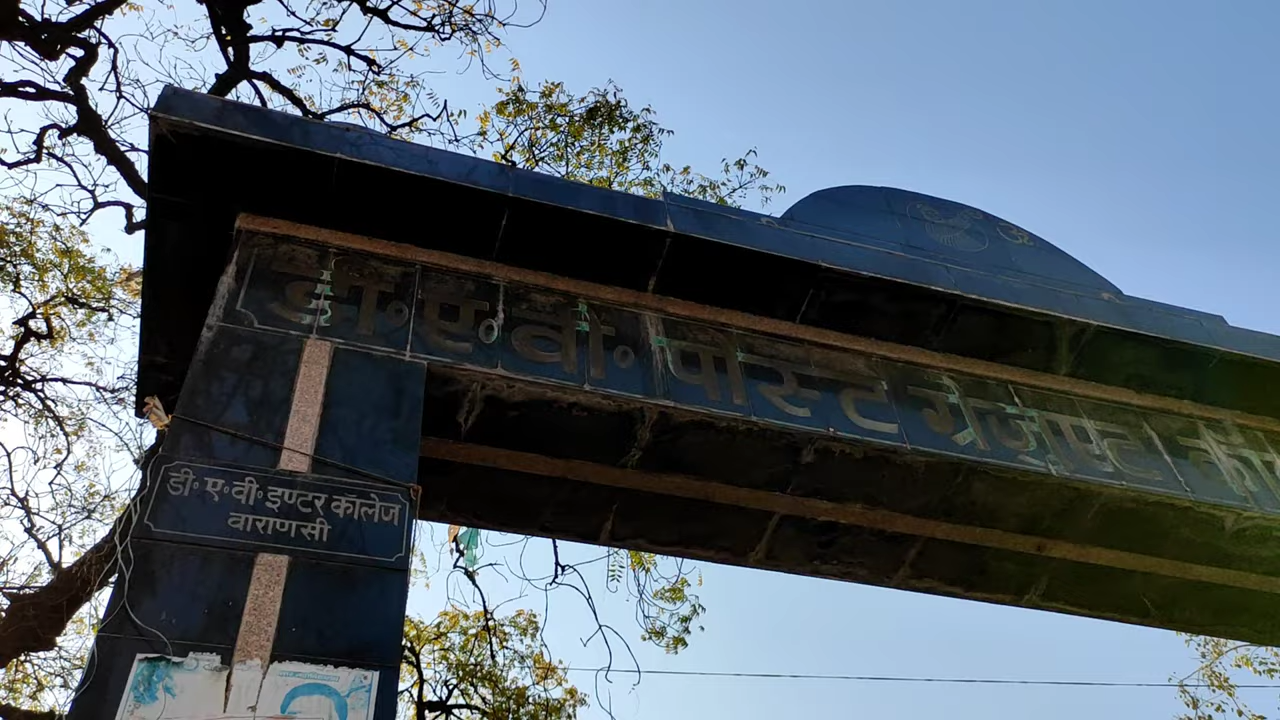 ॐ
डी॰ए॰वी॰ पोस्ट ग्रेजुएट
डी॰ ए॰वी॰ इण्टर कॉलेज
वाराणसी